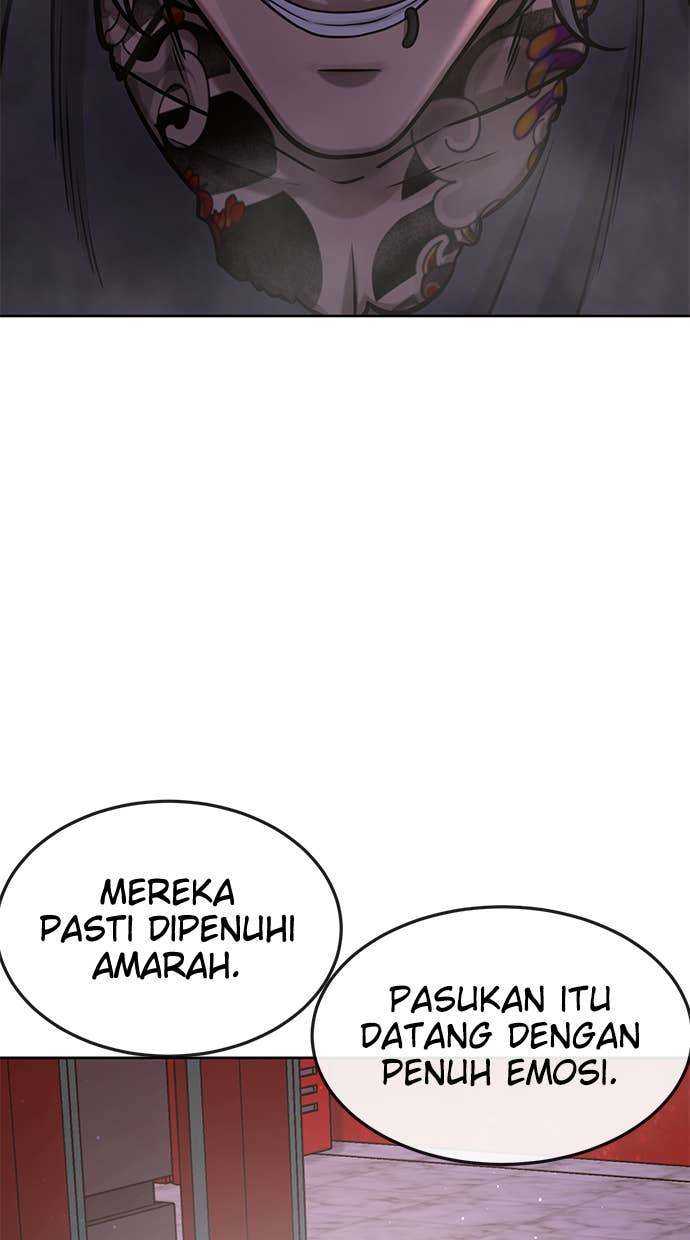 MEREKA
PASTI DIPENUHI
AMARAH.
PASUKAN ITU
DATANG DENGAN
PENUH EMOSI.